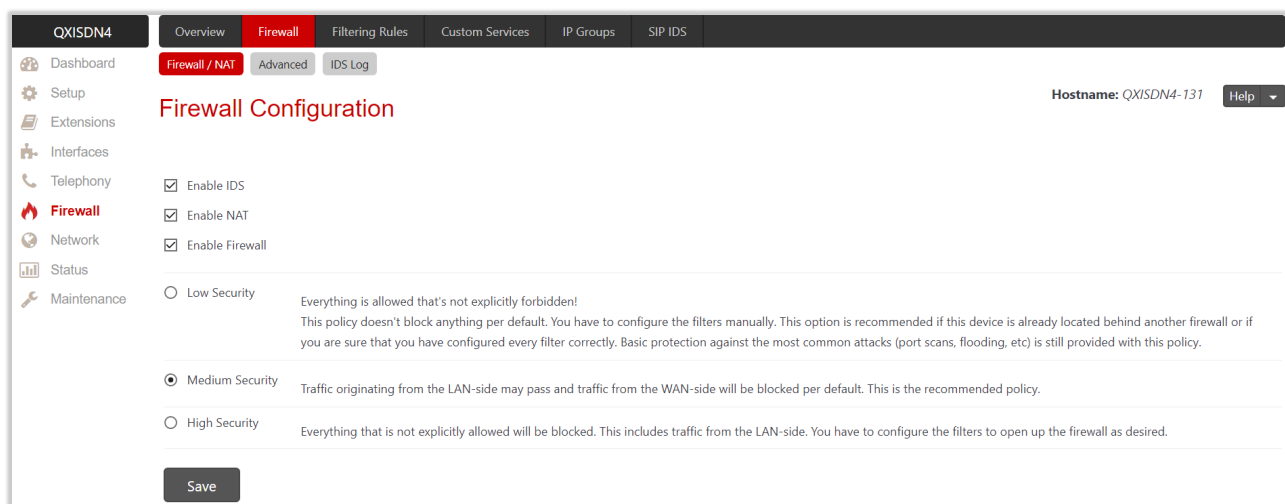 QXISDN4
Overview Firewall Filtering Rules Custom Services IP Groups SIP IDS
Dashboard
Setup
Extensions
Interfaces
Telephony
Firewall
Network
Status
Maintenance
Firewall / NAT Advanced IDS Log
Hostname: QXISDN4-131 Help
Firewall Configuration
Enable IDS
Enable NAT
Enable Firewall
Low Security
Everything is allowed that's not explicitly forbidden!
This policy doesn't block anything per default. You have to configure the filters manually. This option is recommended if this device is already located behind another firewall or if
you are sure that you have configured every filter correctly. Basic protection against the most common attacks (port scans, flooding, etc) is still provided with this policy.
Medium Security
Traffic originating from the LAN-side may pass and traffic from the WAN-side will be blocked per default. This is the recommended policy.
High Security
Everything that is not explicitly allowed will be blocked. This includes traffic from the LAN-side. You have to configure the filters to open up the firewall as desired.
Save